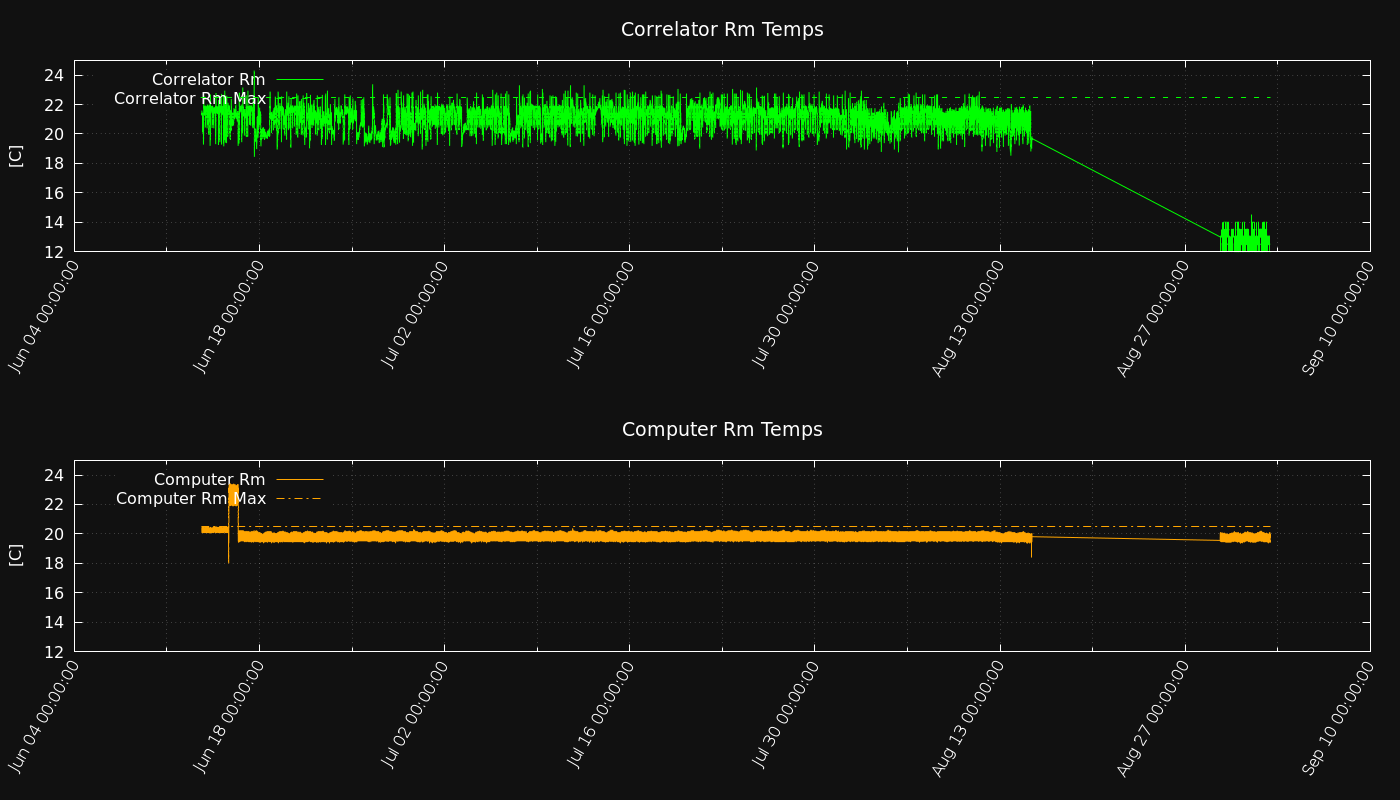 Correlator Rm Temps
Correlator Rm
Correlator Rm Max
[C]
24
22
20
18
16
14
12
Jun 04 00:00:00
Jun 18 00:00:00
Jul 02 00:00:00
Jul 16 00:00:00
Jul 30 00:00:00
Aug 13 00:00:00
Aug 27 00:00:00
Sep 10 00:00:00
Computer Rm Temps
Computer Rm
Computer Rm Max
[C]
24
22
20
18
16
14
12
Jun 04 00:00:00
Jun 18 00:00:00
Jul 02 00:00:00
Jul 16 00:00:00
Jul 30 00:00:00
Aug 13 00:00:00
Aug 27 00:00:00
Sep 10 00:00:00